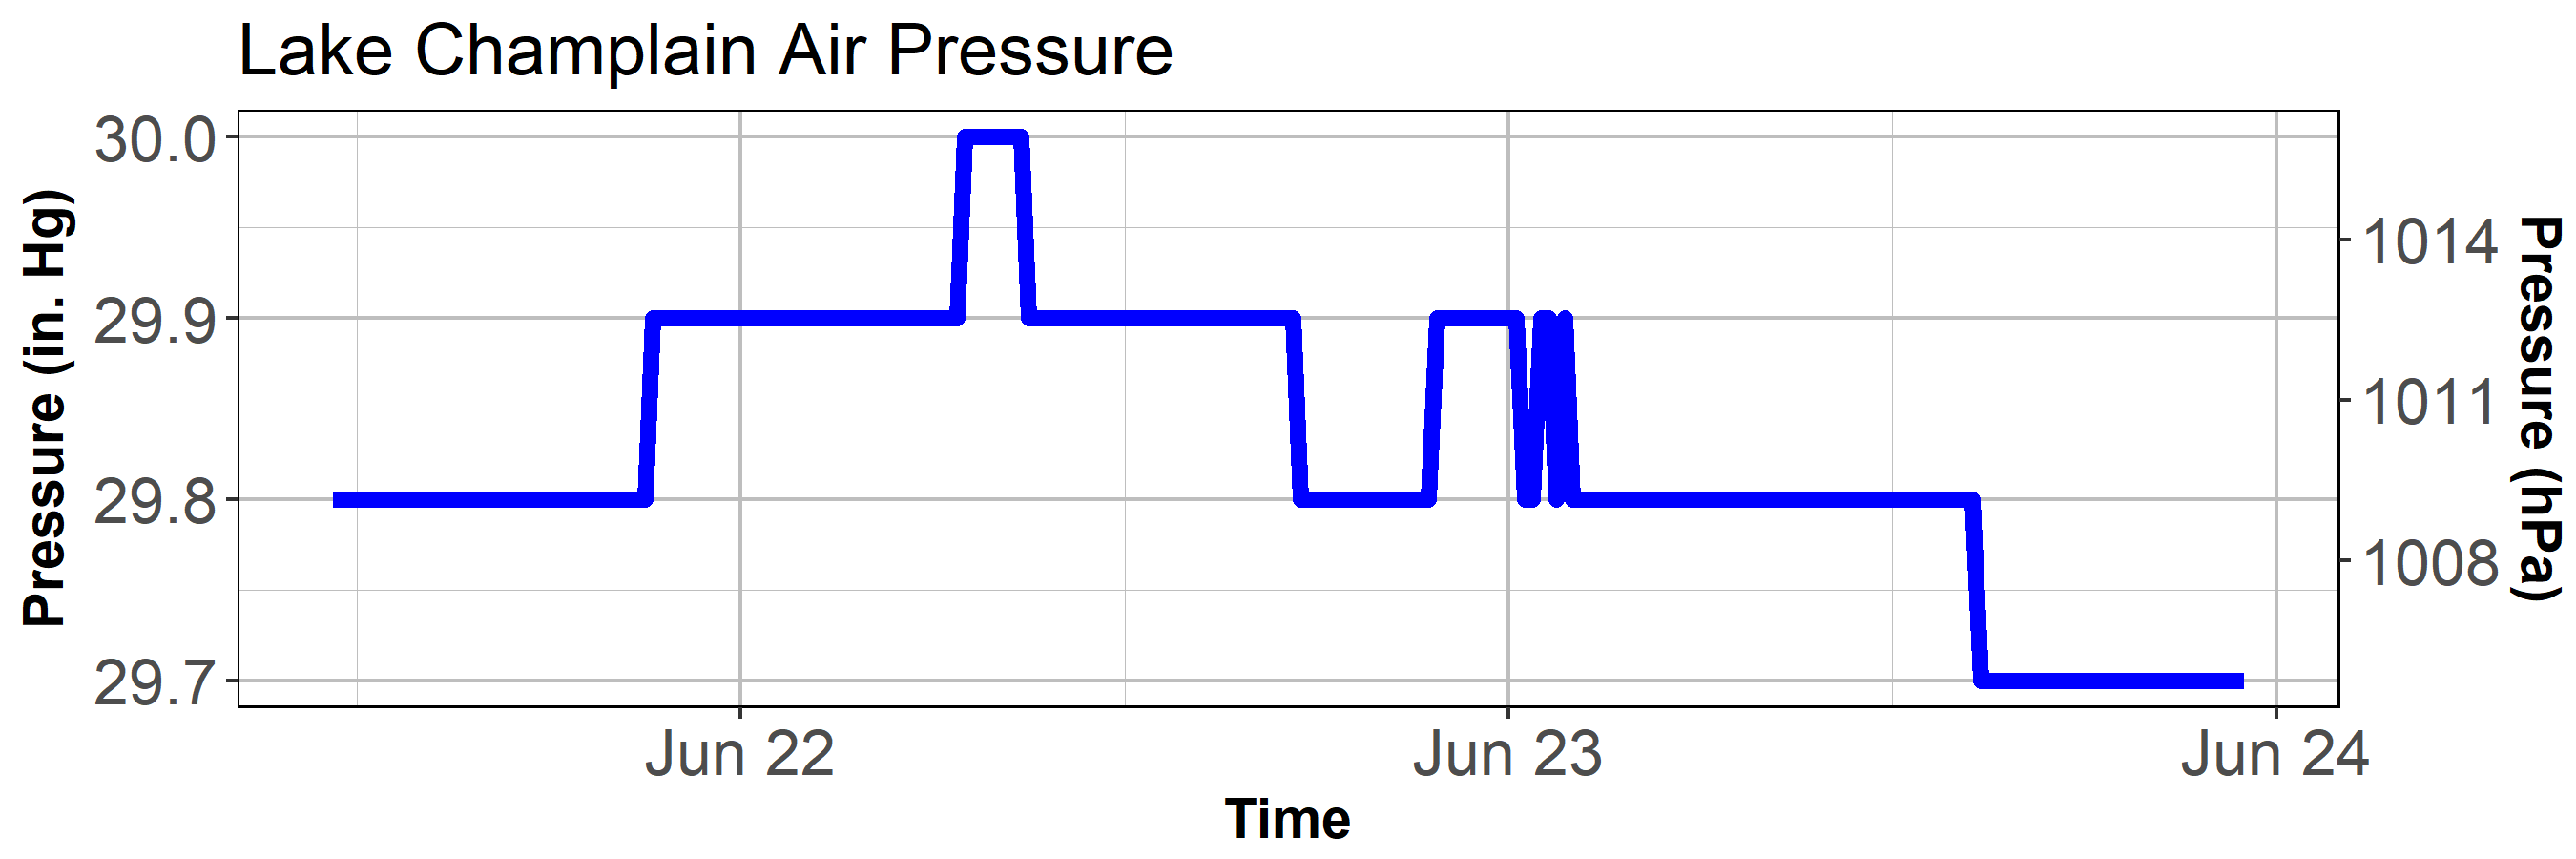 Lake Champlain Air Pressure
Pressure (in. Hg)
30.0
29.9
29.8
29.7
1014
1011
1008
Pressure (hPa)
Jun 22
Jun 23
Jun 24
Time